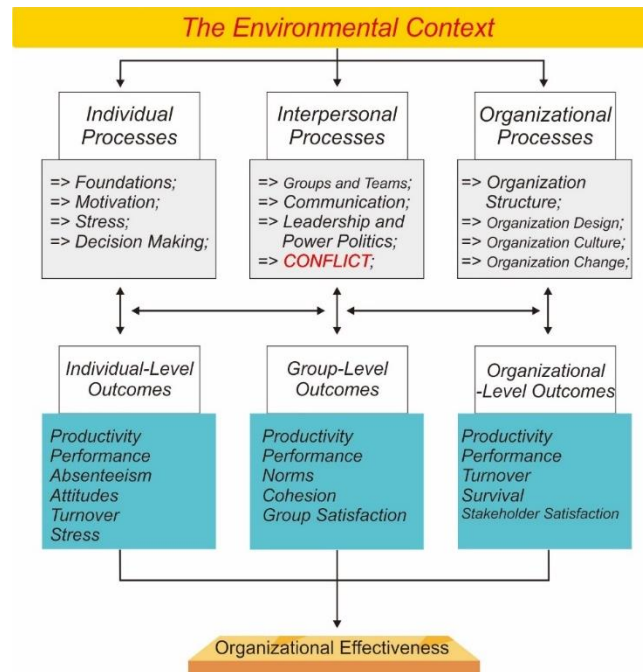 The Environmental Context
Individual
Processes
=> Foundations;
=> Motivation;
=> Stress;
=> Decision Making;
Interpersonal
Processes
=> Groups and Teams;
=> Communication;
=> Leadership and
Power Politics;
=> CONFLICT;
Organizational
Processes
=> Organization
Structure;
=> Organization Design;
=> Organization Culture;
=> Organization Change;
Individual-Level
Outcomes
Productivity
Performance
Absenteeism
Attitudes
Turnover
Stress
Group-Level
Outcomes
Productivity
Performance
Norms
Cohesion
Group Satisfaction
Organizational
-Level Outcomes
Productivity
Performance
Turnover
Survival
Stakeholder Satisfaction
Organizational Effectiveness